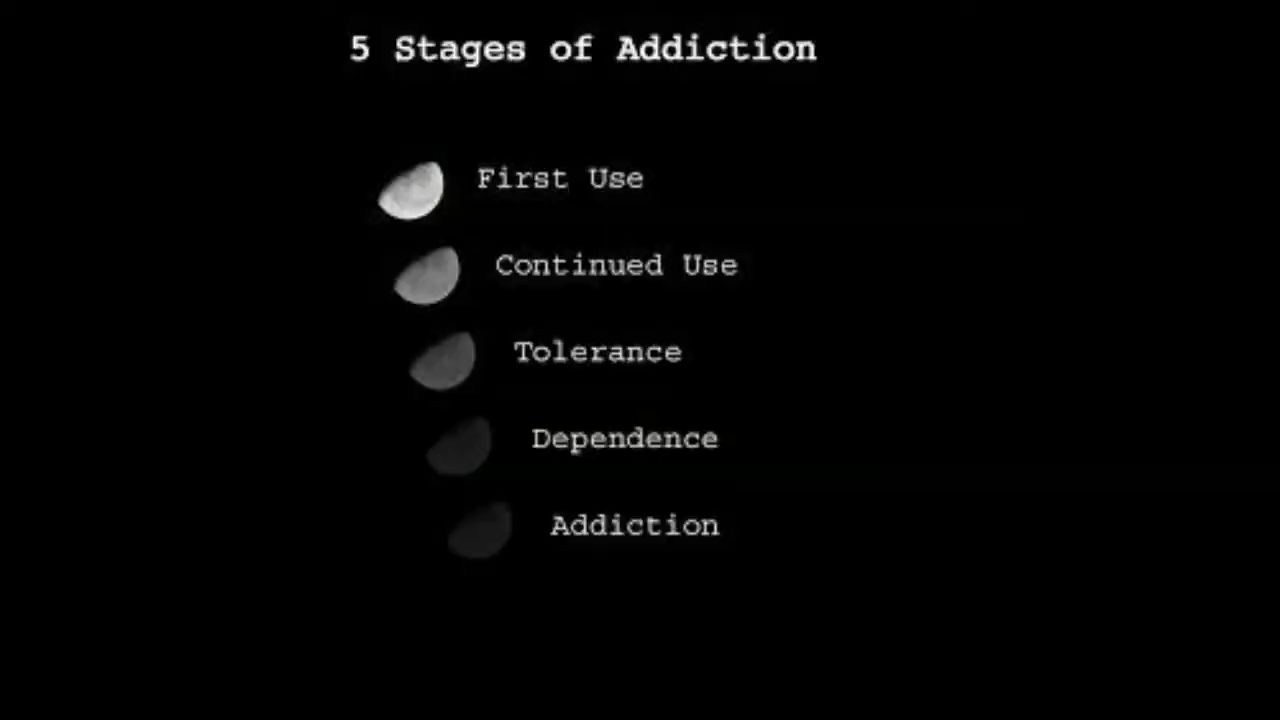 5 Stages of Addiction
First Use
Continued Use
Tolerance
Dependence
Addiction